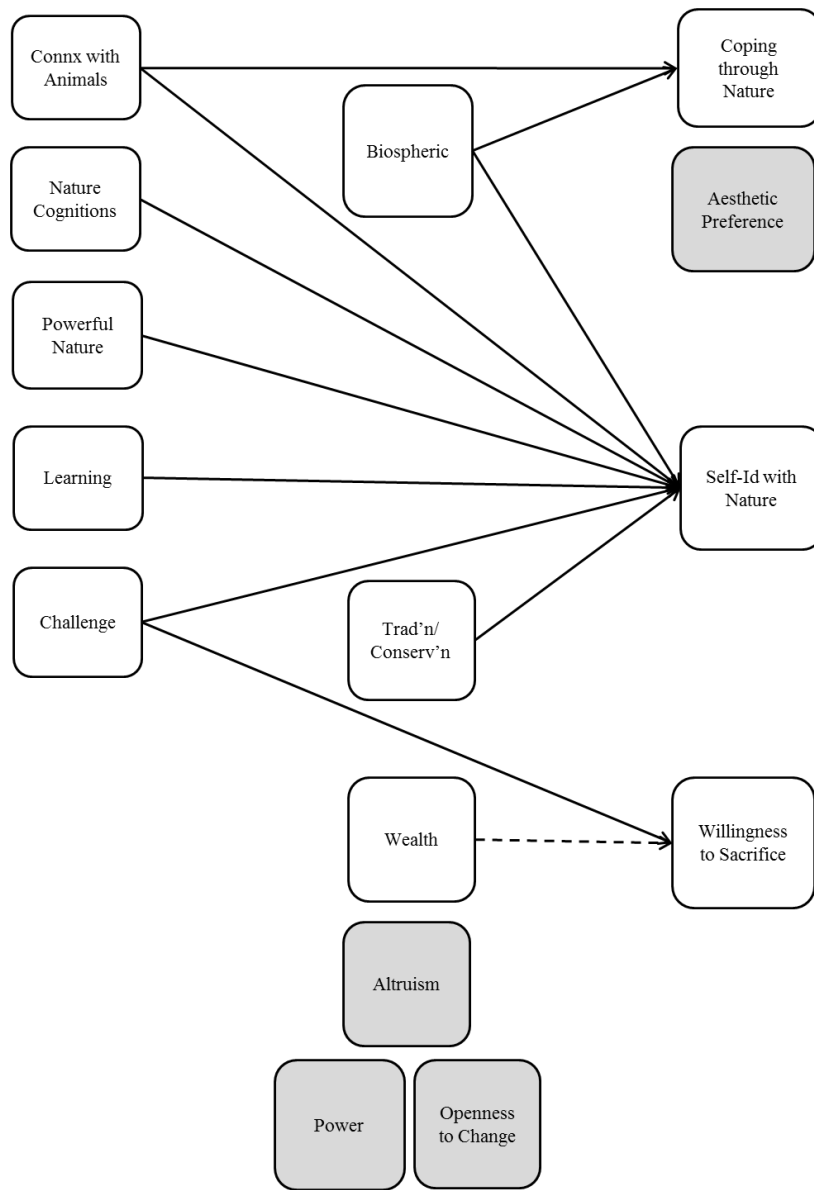 Connx with
Animals
Coping
through
Nature
Biospheric
Nature
Cognitions
Aesthetic
Preference
Powerful
Nature
Learning
Self-Id with
Nature
Challenge
Trad’n/
Conserv’n
Wealth
Willingness
to Sacrifice
Altruism
Power
Openness
to Change